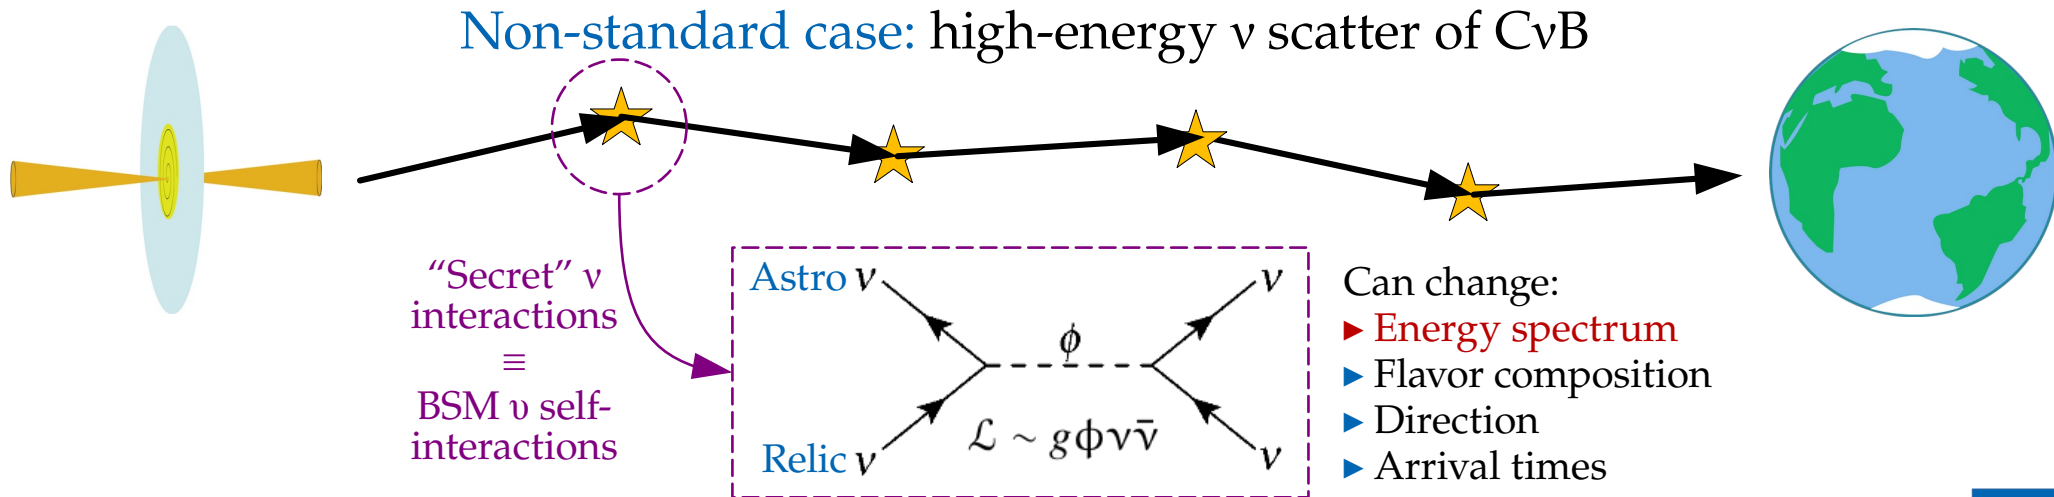 Non-standard case: high-energy ν scatter of CνB
“Secret” ν
interactions
≡
BSM υ self-
interactions
Astro ν
ν
ϕ
ℒ ~ gϕνν̄
Relic ν
ν
Can change:
▸ Energy spectrum
▸ Flavor composition
▸ Direction
▸ Arrival times